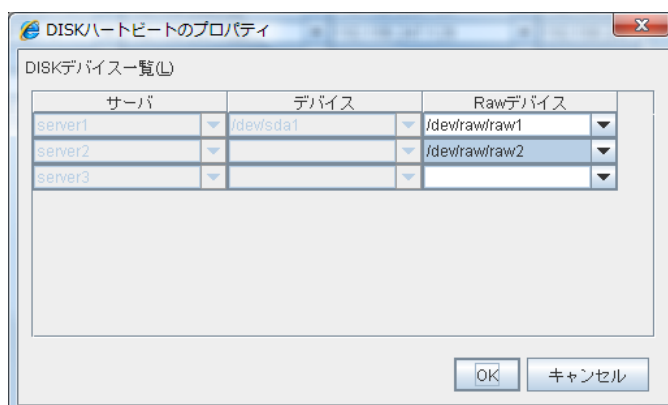 DISKハートビートのプロパティ
DISKデバイス一覧(L)
サーバ デバイス Rawデバイス
server1 /dev/sda1 /dev/raw/raw1
server2 /dev/raw/raw2
server3
OK キャンセル